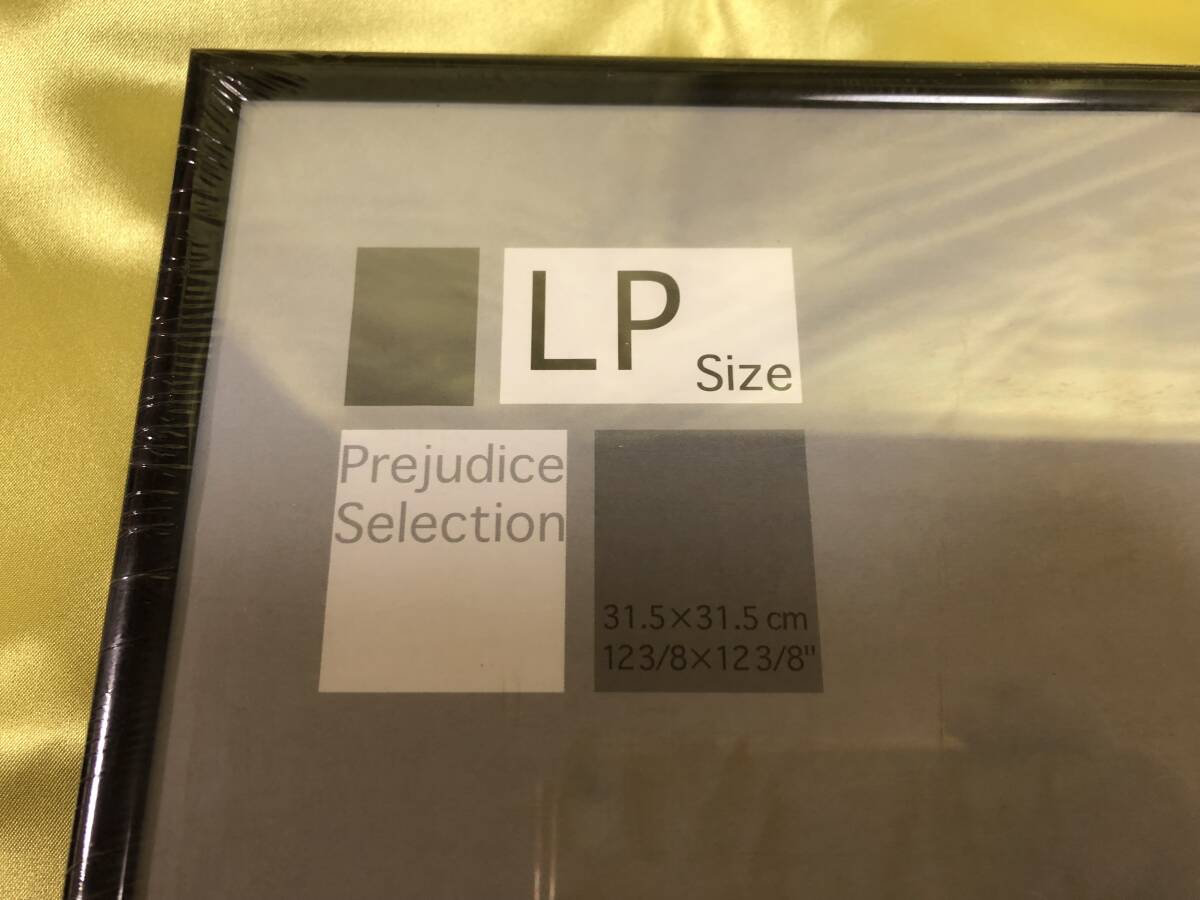 LP Size
Prejudice
Selection
31.5×31.5 cm
123/8×123/8"